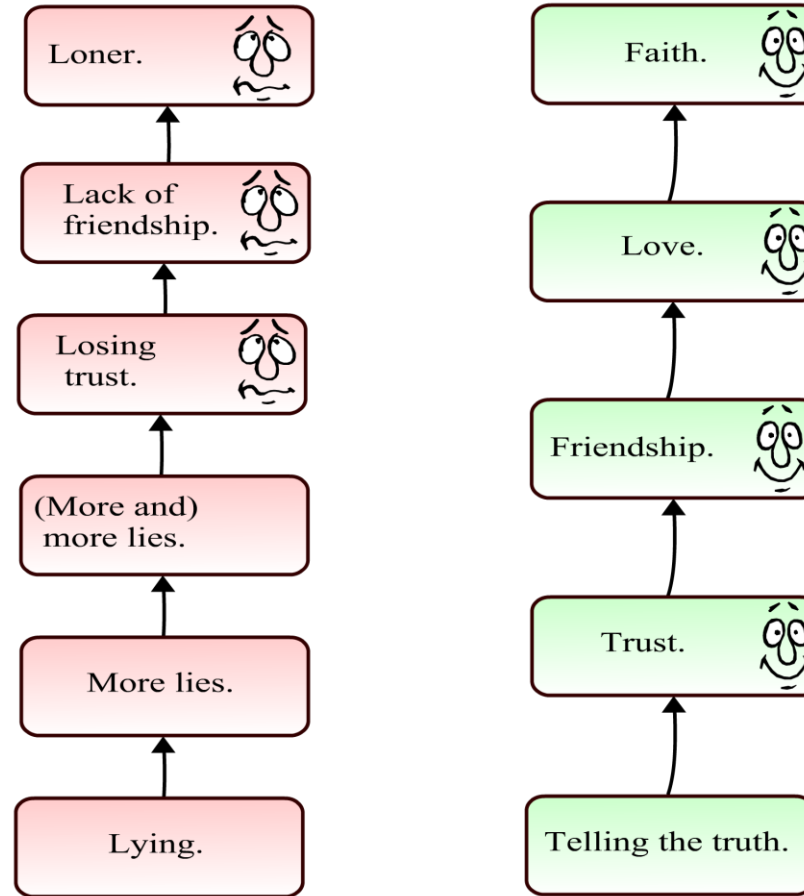 Loner.
Lack of
friendship.
Losing
trust.
(More and)
more lies.
More lies.
Lying.
Faith.
Love.
Friendship.
Trust.
Telling the truth.